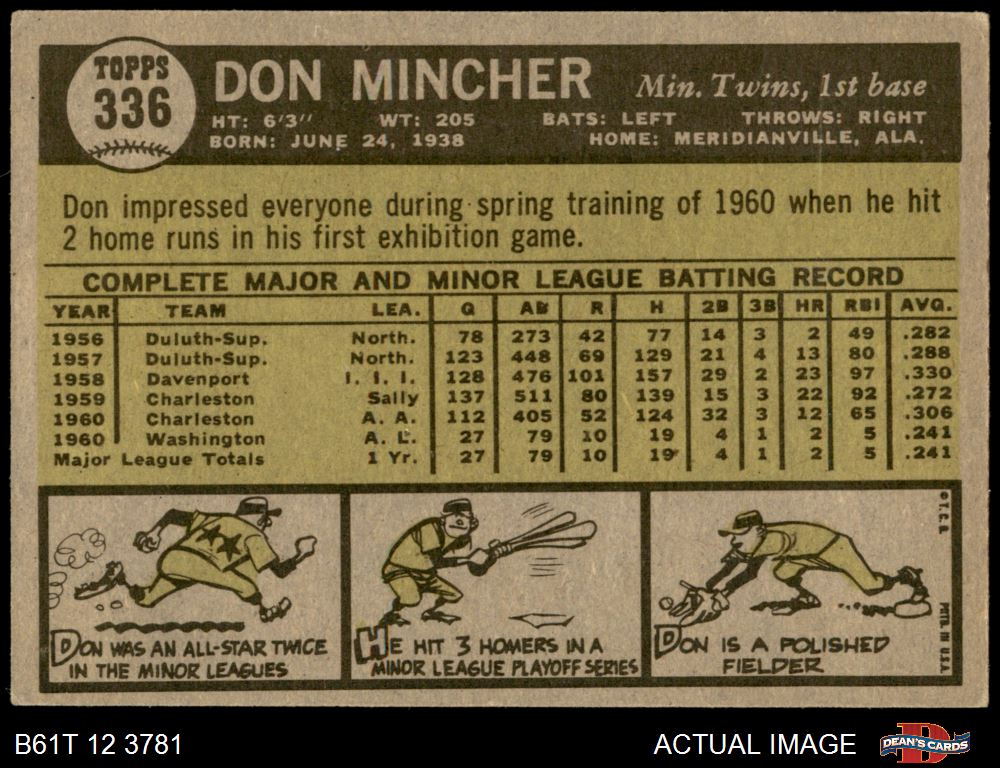 TOPPS
336
DON MINCHER Min. Twins, 1st base
HT: 6'3" WT: 205 BATS: LEFT THROWS: RIGHT
BORN: JUNE 24, 1938 HOME: MERIDIANVILLE, ALA.
Don impressed everyone during spring training of 1960 when he hit
2 home runs in his first exhibition game.
COMPLETE MAJOR AND MINOR LEAGUE BATTING RECORD
YEAR TEAM LEA. G AB R H 2B 3B HR RBI AVG.
1956 Duluth-Sup. North. 78 273 42 77 14 3 2 49 .282
1957 Duluth-Sup. North. 123 448 69 129 21 4 13 80 .288
1958 Davenport I. I. I. 128 476 101 157 29 2 23 97 .330
1959 Charleston Sally 137 511 80 139 15 3 22 92 .272
1960 Charleston A. A. 112 405 52 124 32 3 12 65 .306
1960 Washington A. L. 27 79 10 19 4 1 2 5 .241
Major League Totals 1 Yr. 27 79 10 19 4 1 2 5 .241
DON WAS AN ALL-STAR TWICE
IN THE MINOR LEAGUES
HE HIT 3 HOMERS IN A
MINOR LEAGUE PLAYOFF SERIES
DON IS A POLISHED
FIELDER
© T.C.G. PRTD. IN U.S.A.
B61T 12 3781 ACTUAL IMAGE DEAN'S CARDS